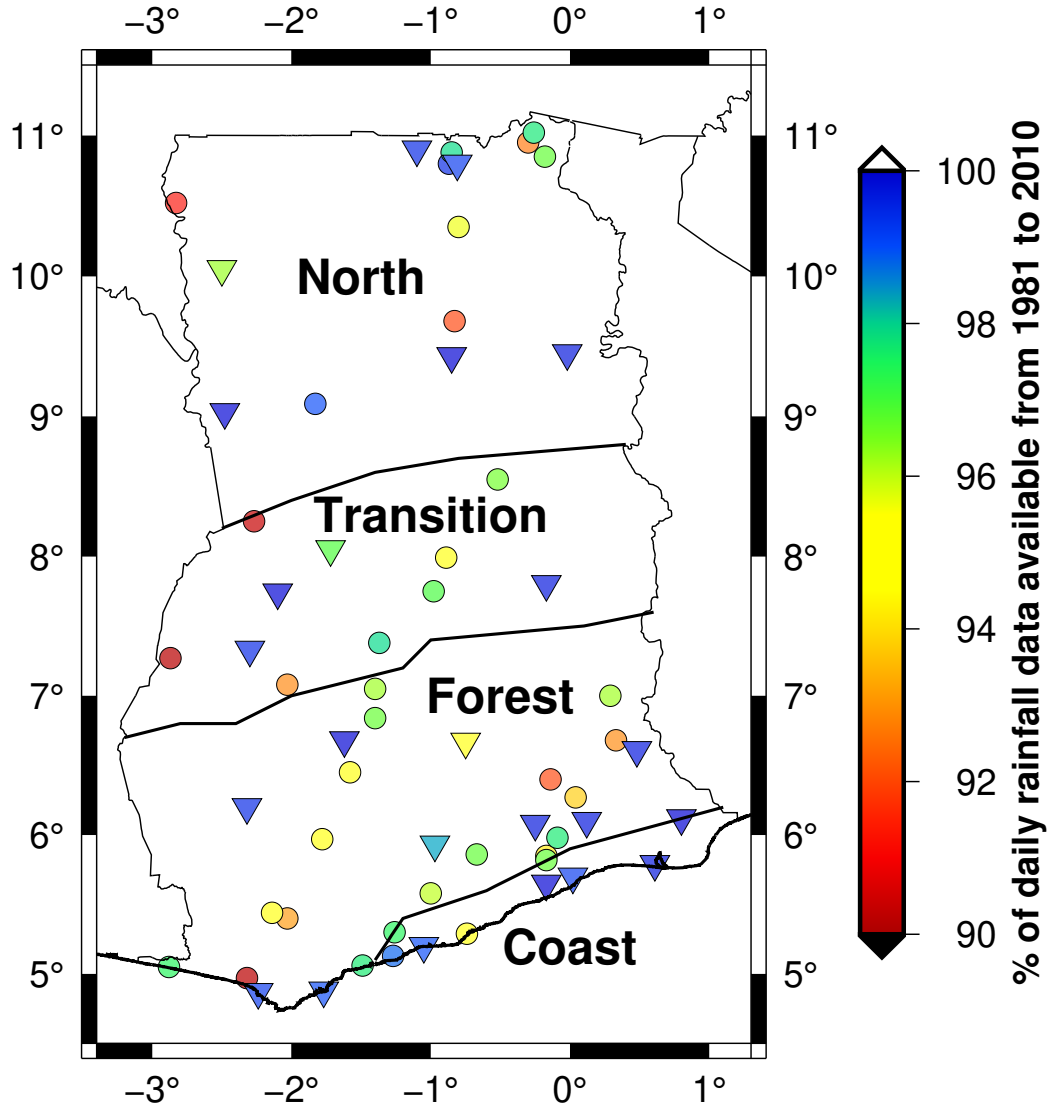 −3° −2° −1° 0° 1°
11° 11°
10° 10°
9° 9°
8° 8°
7° 7°
6° 6°
5° 5°
North
Transition
Forest
Coast
−3° −2° −1° 0° 1°
100
98
96
94
92
90
% of daily rainfall data available from 1981 to 2010